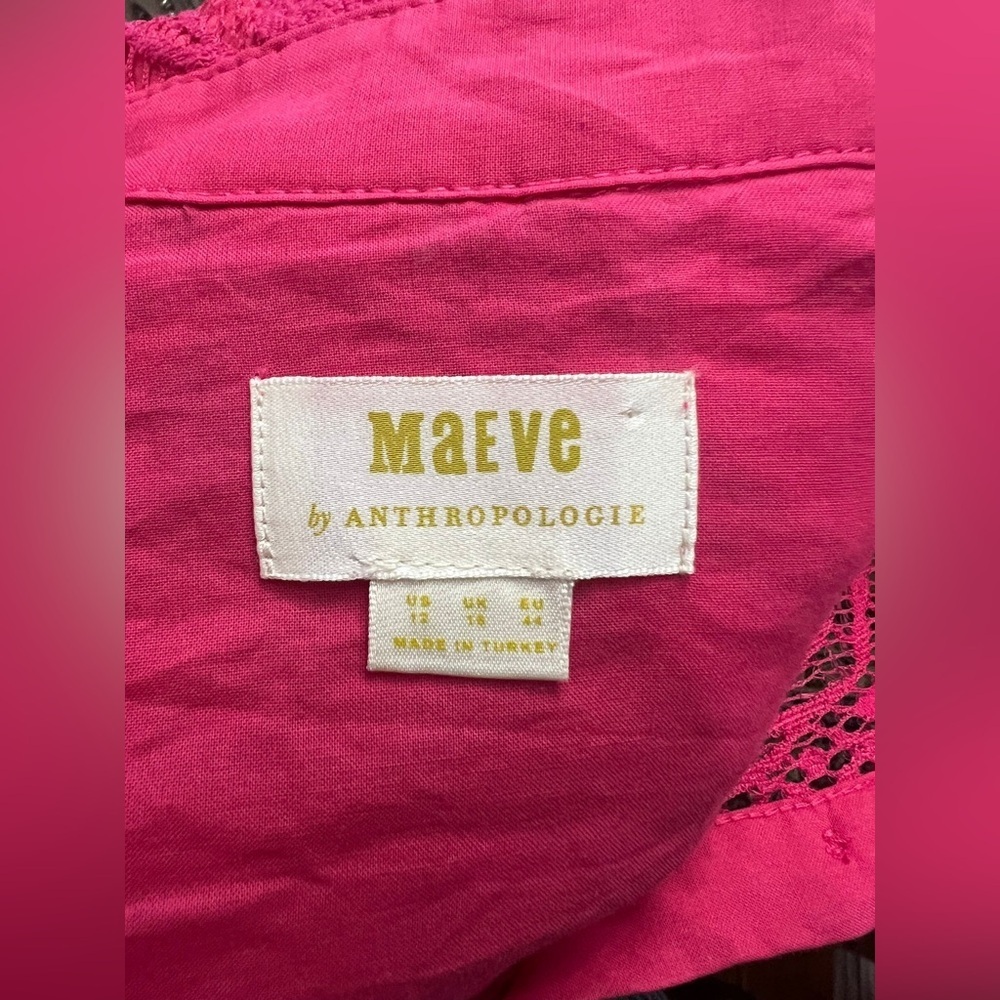 MaEVe
by ANTHROPOLOGIE
US UK EU
12 16 44
MADE IN TURKEY